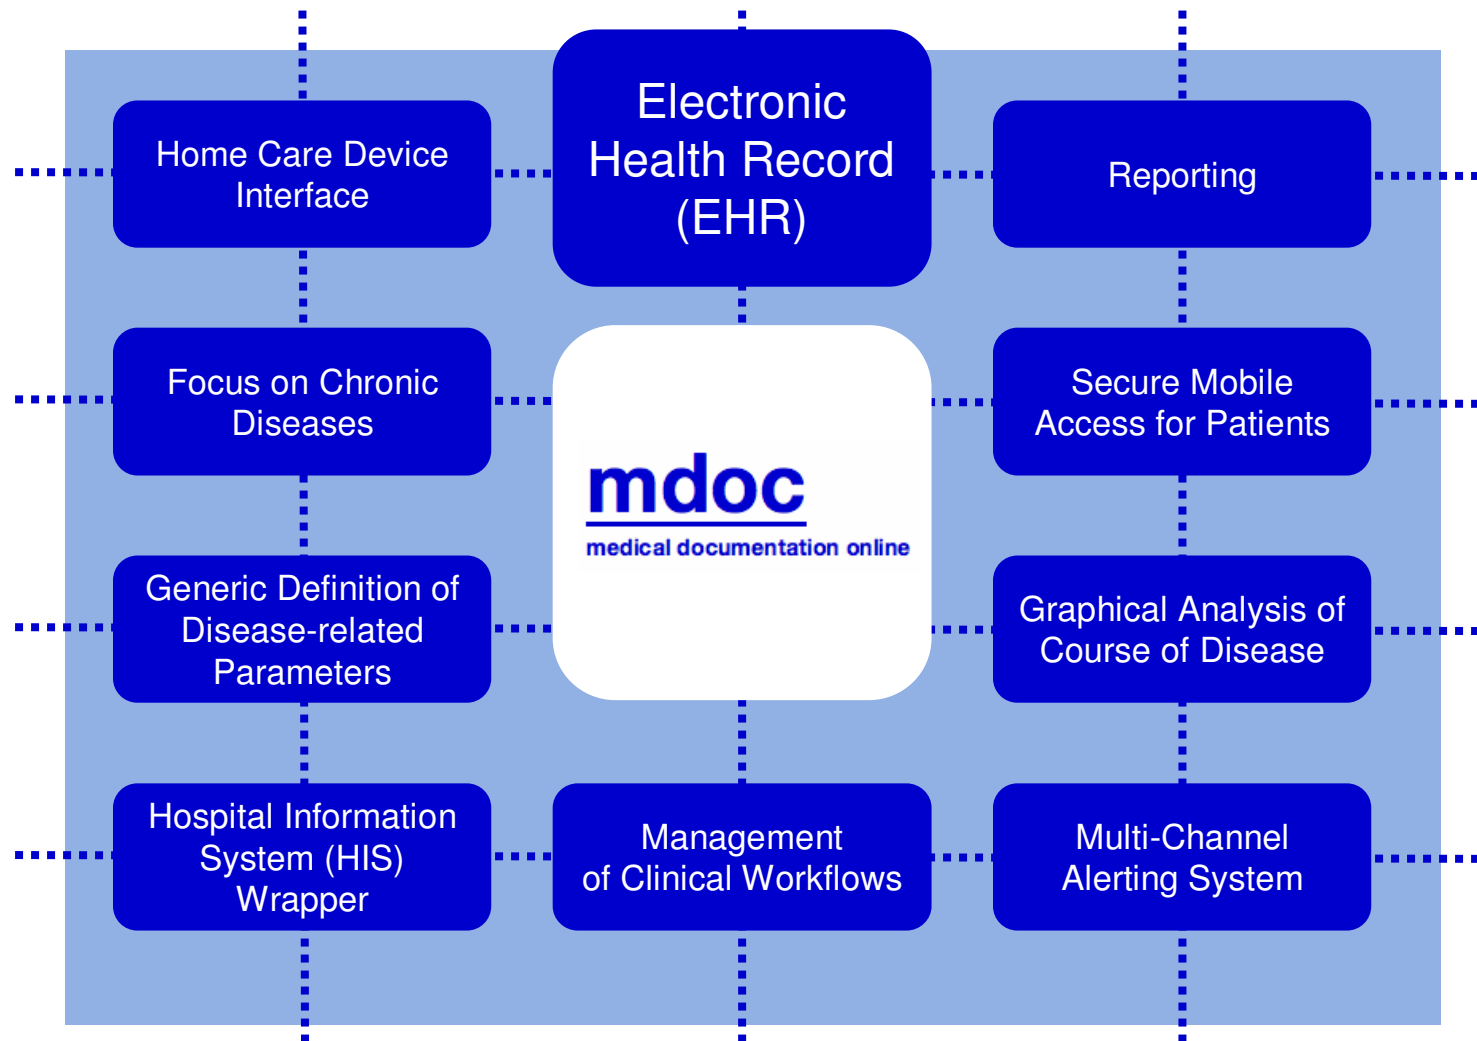 Home Care Device
Interface
Electronic
Health Record
(EHR)
Reporting
Focus on Chronic
Diseases
mdoc
medical documentation online
Secure Mobile
Access for Patients
Generic Definition of
Disease-related
Parameters
Graphical Analysis of
Course of Disease
Hospital Information
System (HIS)
Wrapper
Management
of Clinical Workflows
Multi-Channel
Alerting System